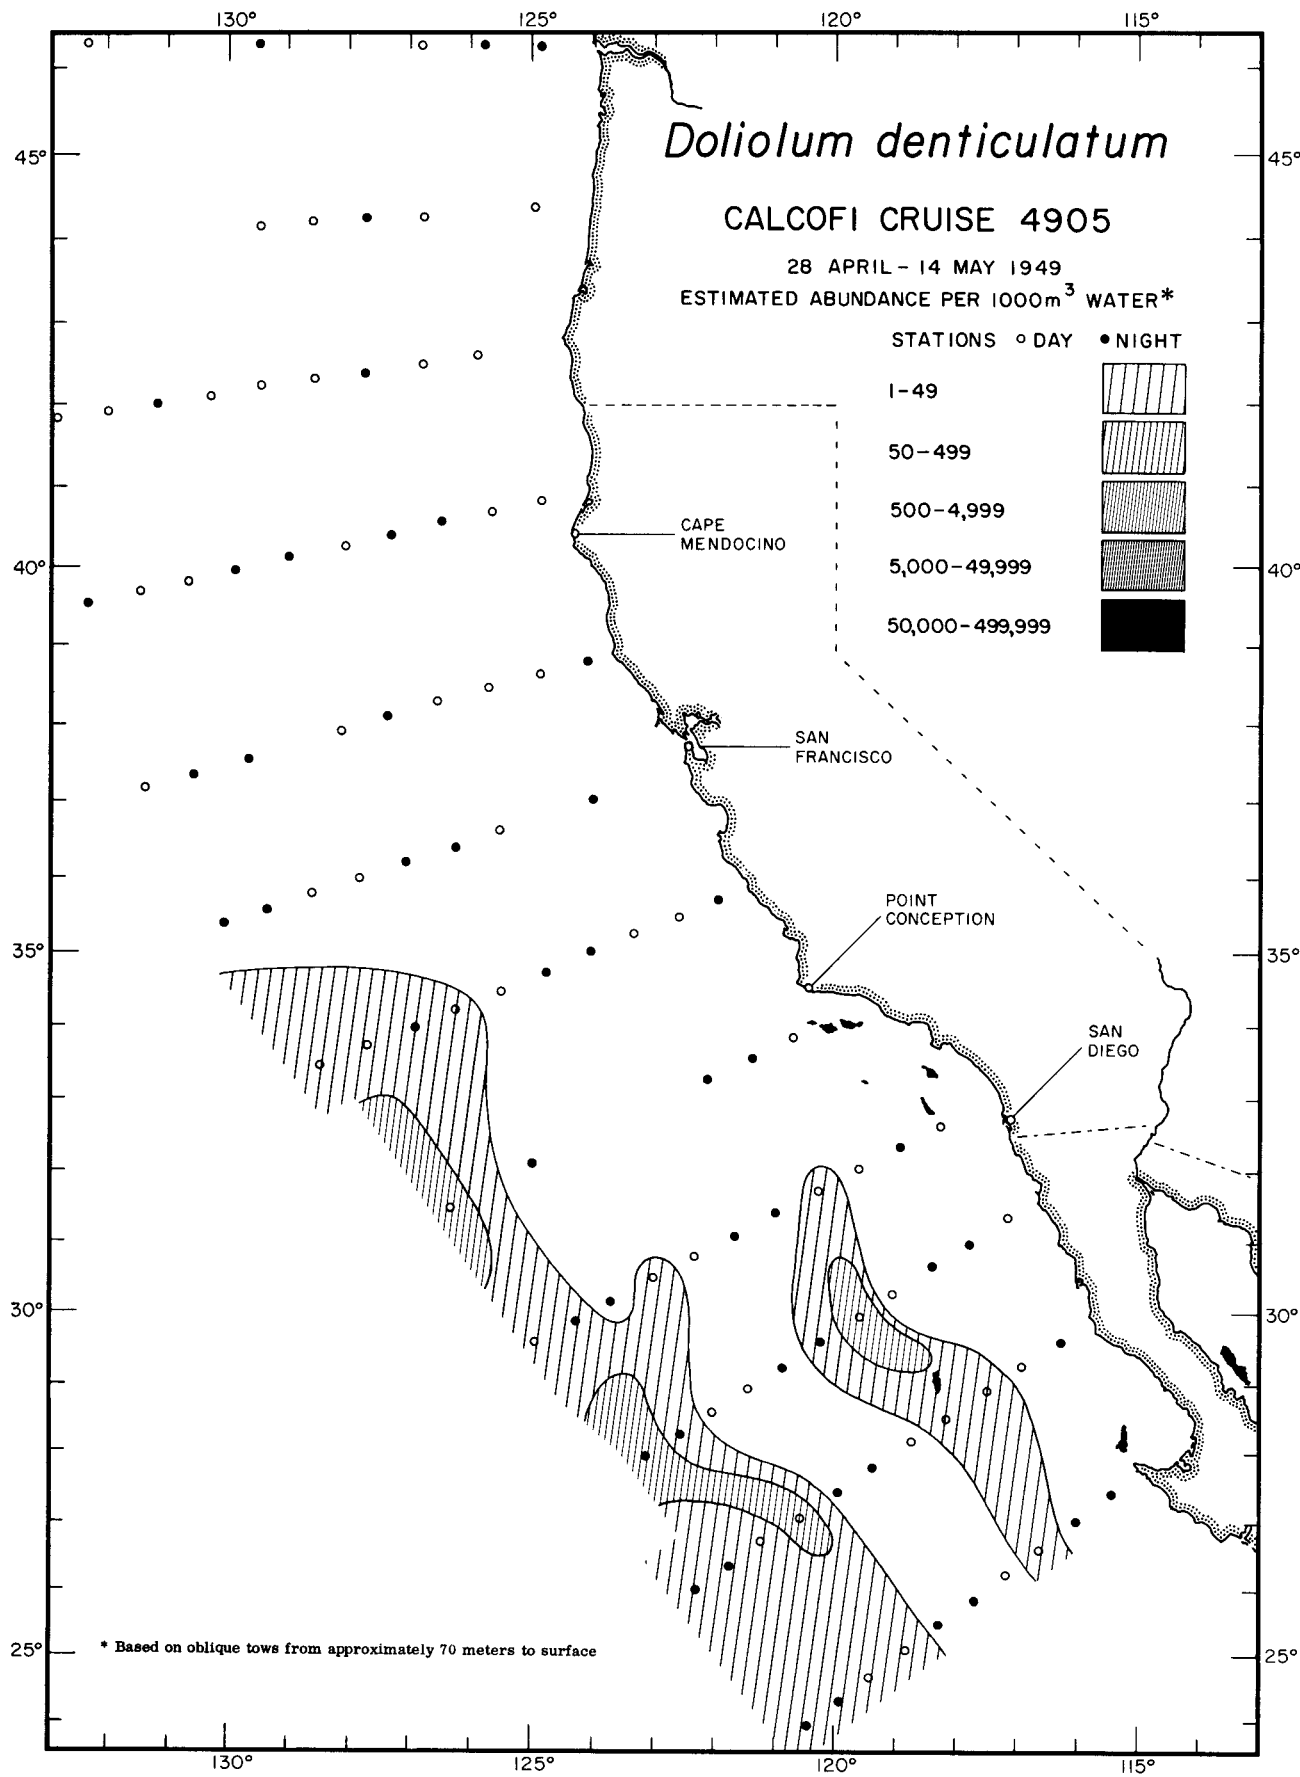 130° 125° 120° 115°
Doliolum denticulatum
45° 45°
CALCOFI CRUISE 4905
28 APRIL – 14 MAY 1949
ESTIMATED ABUNDANCE PER 1000m³ WATER*
STATIONS ○ DAY ● NIGHT
1–49
50–499
500–4,999
5,000–49,999
50,000–499,999
CAPE
MENDOCINO
40° 40°
SAN
FRANCISCO
POINT
CONCEPTION
35° 35°
SAN
DIEGO
30° 30°
* Based on oblique tows from approximately 70 meters to surface
25° 25°
130° 125° 120° 115°